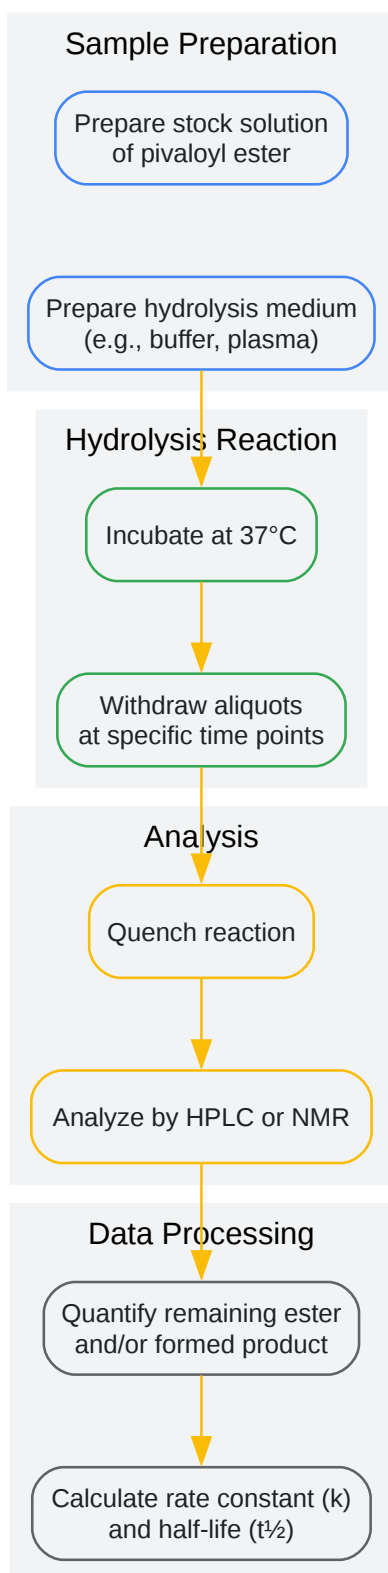 Sample Preparation
Prepare stock solution
of pivaloyl ester
Prepare hydrolysis medium
(e.g., buffer, plasma)
Hydrolysis Reaction
Incubate at 37°C
Withdraw aliquots
at specific time points
Analysis
Quench reaction
Analyze by HPLC or NMR
Data Processing
Quantify remaining ester
and/or formed product
Calculate rate constant (k)
and half-life (t½)